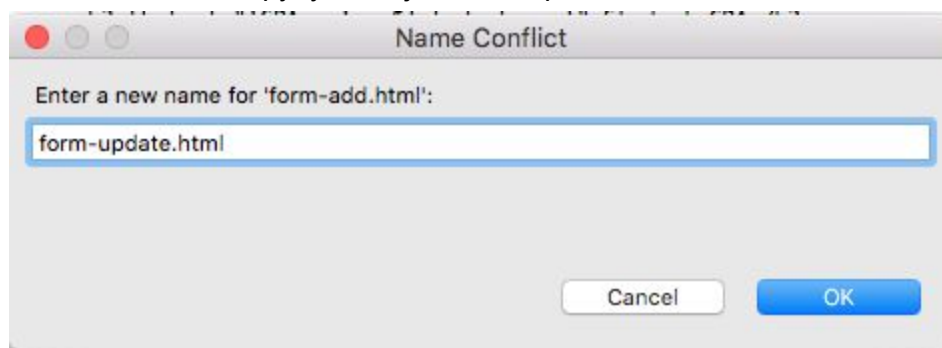 Name Conflict
Enter a new name for 'form-add.html':
form-update.html
Cancel OK